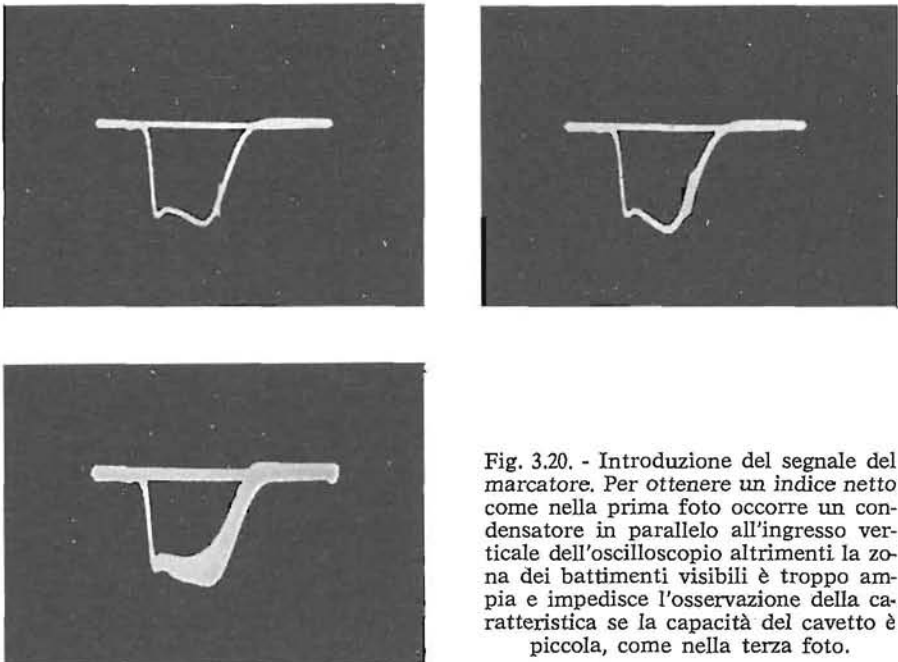 Fig. 3.20. - Introduzione del segnale del
marcatore. Per ottenere un indice netto
come nella prima foto occorre un con-
densatore in parallelo all'ingresso ver-
ticale dell'oscilloscopio altrimenti la zo-
na dei battimenti visibili è troppo am-
pia e impedisce l'osservazione della ca-
ratteristica se la capacità del cavetto è
piccola, come nella terza foto.